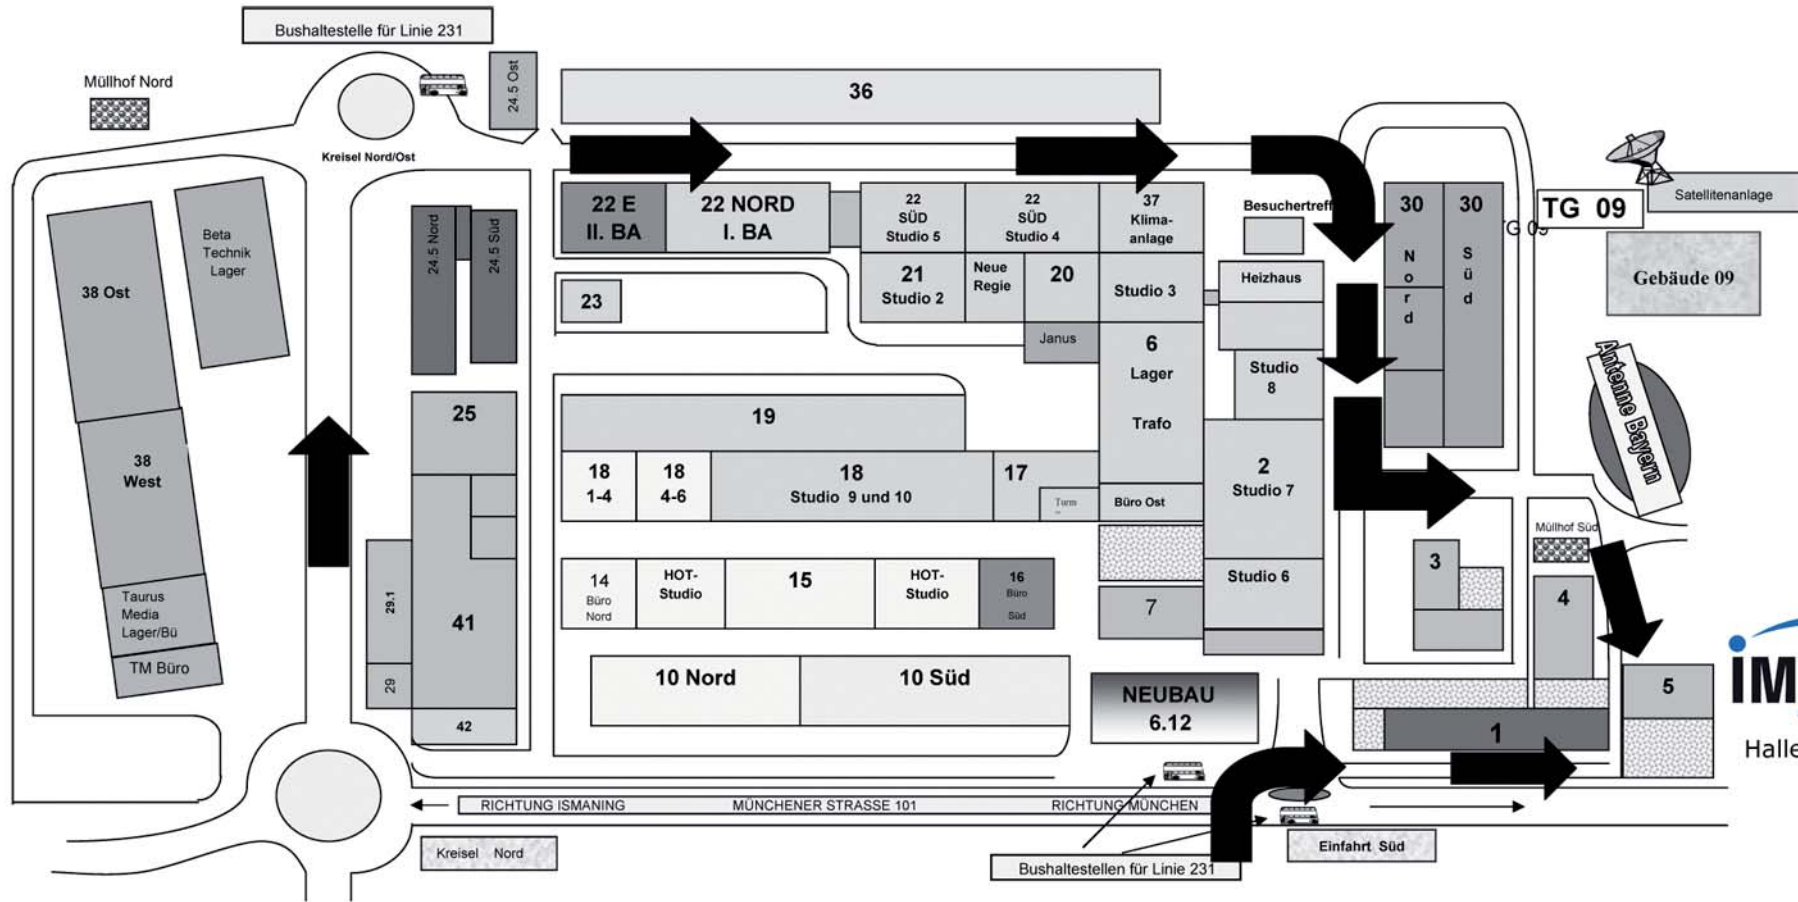 Bushaltestelle für Linie 231
Müllhof Nord
24.5 Ost
36
Kreisel Nord/Ost
22 E
II. BA
22 NORD
I. BA
22
SÜD
Studio 5
22
SÜD
Studio 4
37
Klima-
anlage
Besuchertreff
30
Nord
30
Süd
TG 09
Satellitenanlage
Gebäude 09
Beta
Technik
Lager
24.5 Nord
24.5 Süd
38 Ost
23
21
Studio 2
Neue
Regie
20
Studio 3
Heizhaus
Janus
6
Lager
Trafo
Studio
8
Antenne Bayern
25
19
38
West
18
1-4
18
4-6
18
Studio 9 und 10
17
Turm
Büro Ost
2
Studio 7
Müllhof Süd
3
4
29.1
41
14
Büro
Nord
HOT-
Studio
15
HOT-
Studio
16
Büro
Süd
7
Studio 6
Taurus
Media
Lager/Bü
TM Büro
29
42
10 Nord
10 Süd
NEUBAU
6.12
5
1
IM
Halle
RICHTUNG ISMANING
MÜNCHENER STRASSE 101
RICHTUNG MÜNCHEN
Kreisel Nord
Bushaltestellen für Linie 231
Einfahrt Süd